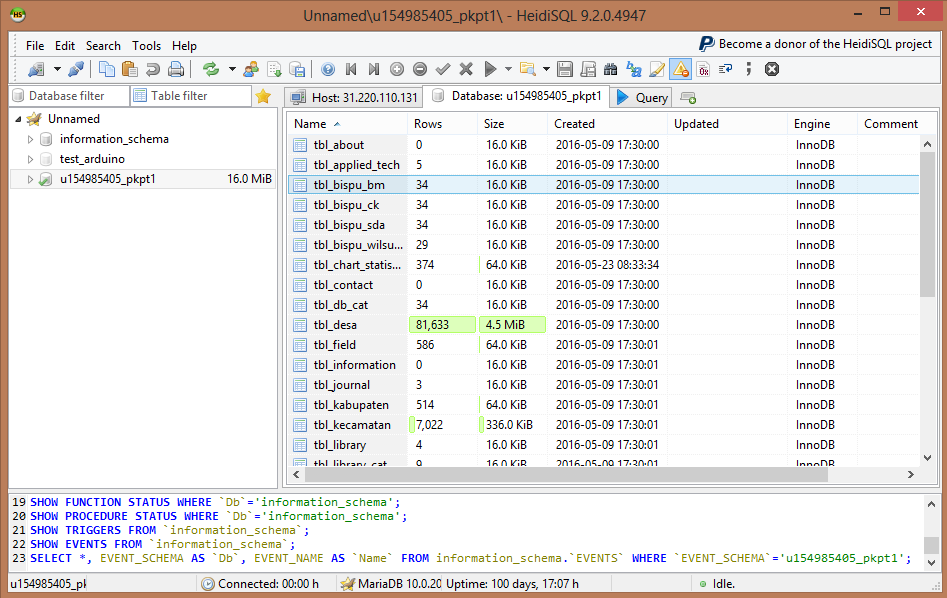 Unnamed\u154985405_pkpt1\ - HeidiSQL 9.2.0.4947
File Edit Search Tools Help
Become a donor of the HeidiSQL project
Database filter Table filter
Host: 31.220.110.131 Database: u154985405_pkpt1 Query
Unnamed
information_schema
test_arduino
u154985405_pkpt1 16.0 MiB
Name Rows Size Created Updated Engine Comment
tbl_about 0 16.0 KiB 2016-05-09 17:30:00 InnoDB
tbl_applied_tech 5 16.0 KiB 2016-05-09 17:30:00 InnoDB
tbl_bispu_bm 34 16.0 KiB 2016-05-09 17:30:00 InnoDB
tbl_bispu_ck 34 16.0 KiB 2016-05-09 17:30:00 InnoDB
tbl_bispu_sda 34 16.0 KiB 2016-05-09 17:30:00 InnoDB
tbl_bispu_wilsu... 29 16.0 KiB 2016-05-09 17:30:00 InnoDB
tbl_chart_statis... 374 64.0 KiB 2016-05-23 08:33:34 InnoDB
tbl_contact 0 16.0 KiB 2016-05-09 17:30:00 InnoDB
tbl_db_cat 34 16.0 KiB 2016-05-09 17:30:00 InnoDB
tbl_desa 81,633 4.5 MiB 2016-05-09 17:30:00 InnoDB
tbl_field 586 64.0 KiB 2016-05-09 17:30:01 InnoDB
tbl_information 0 16.0 KiB 2016-05-09 17:30:01 InnoDB
tbl_journal 3 16.0 KiB 2016-05-09 17:30:01 InnoDB
tbl_kabupaten 514 64.0 KiB 2016-05-09 17:30:01 InnoDB
tbl_kecamatan 7,022 336.0 KiB 2016-05-09 17:30:01 InnoDB
tbl_library 4 16.0 KiB 2016-05-09 17:30:01 InnoDB
tbl_library_cat 9 16.0 KiB 2016-05-09 17:30:01 InnoDB
19 SHOW FUNCTION STATUS WHERE `Db`='information_schema';
20 SHOW PROCEDURE STATUS WHERE `Db`='information_schema';
21 SHOW TRIGGERS FROM `information_schema`;
22 SHOW EVENTS FROM `information_schema`;
23 SELECT *, EVENT_SCHEMA AS `Db`, EVENT_NAME AS `Name` FROM information_schema.`EVENTS` WHERE `EVENT_SCHEMA`='u154985405_pkpt1';
u154985405_pk Connected: 00:00 h MariaDB 10.0.20 Uptime: 100 days, 17:07 h Idle.